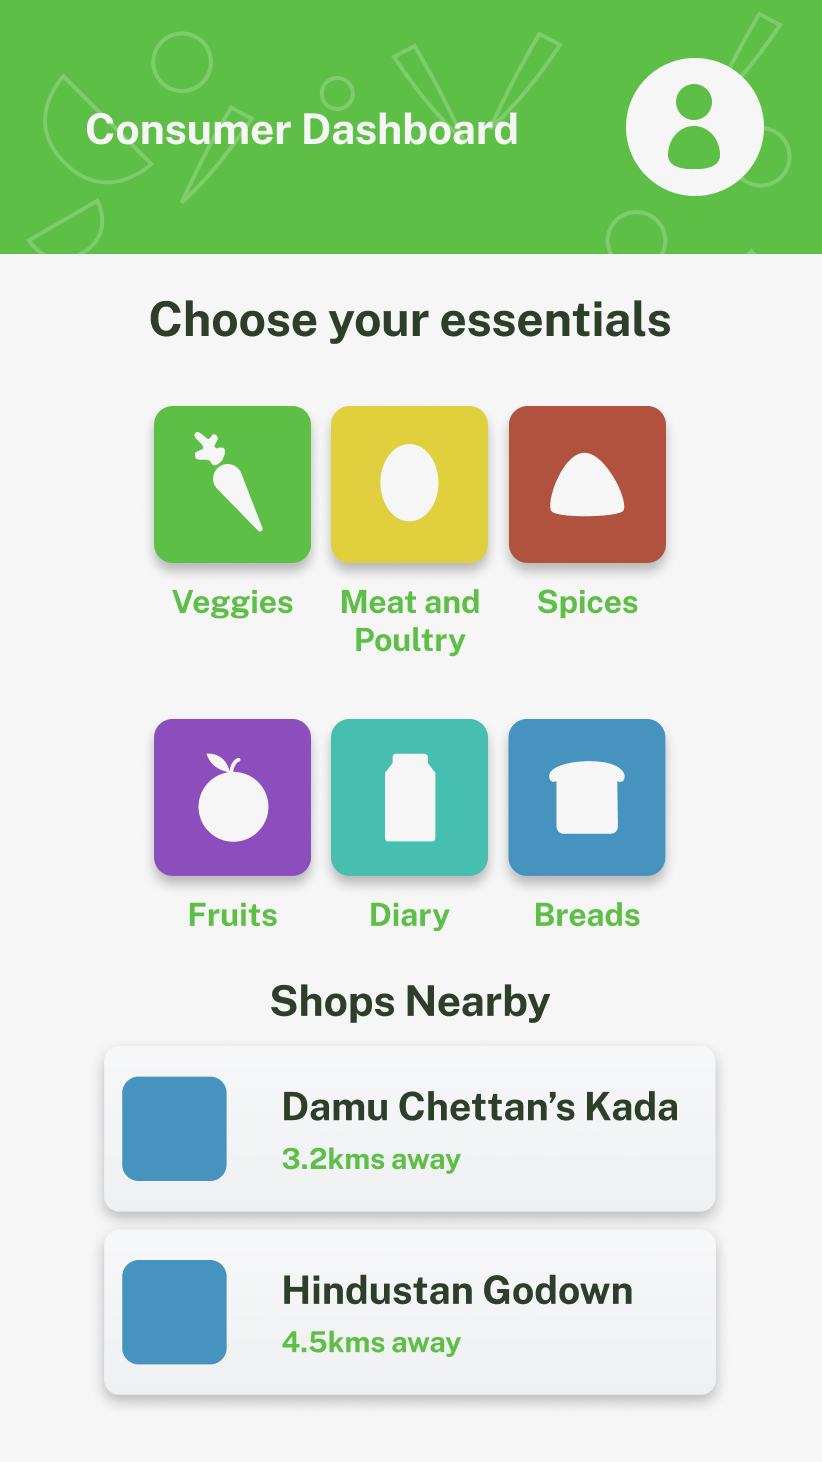 Consumer Dashboard
Choose your essentials
Veggies
Meat and
Poultry
Spices
Fruits
Diary
Breads
Shops Nearby
Damu Chettan’s Kada
3.2kms away
Hindustan Godown
4.5kms away